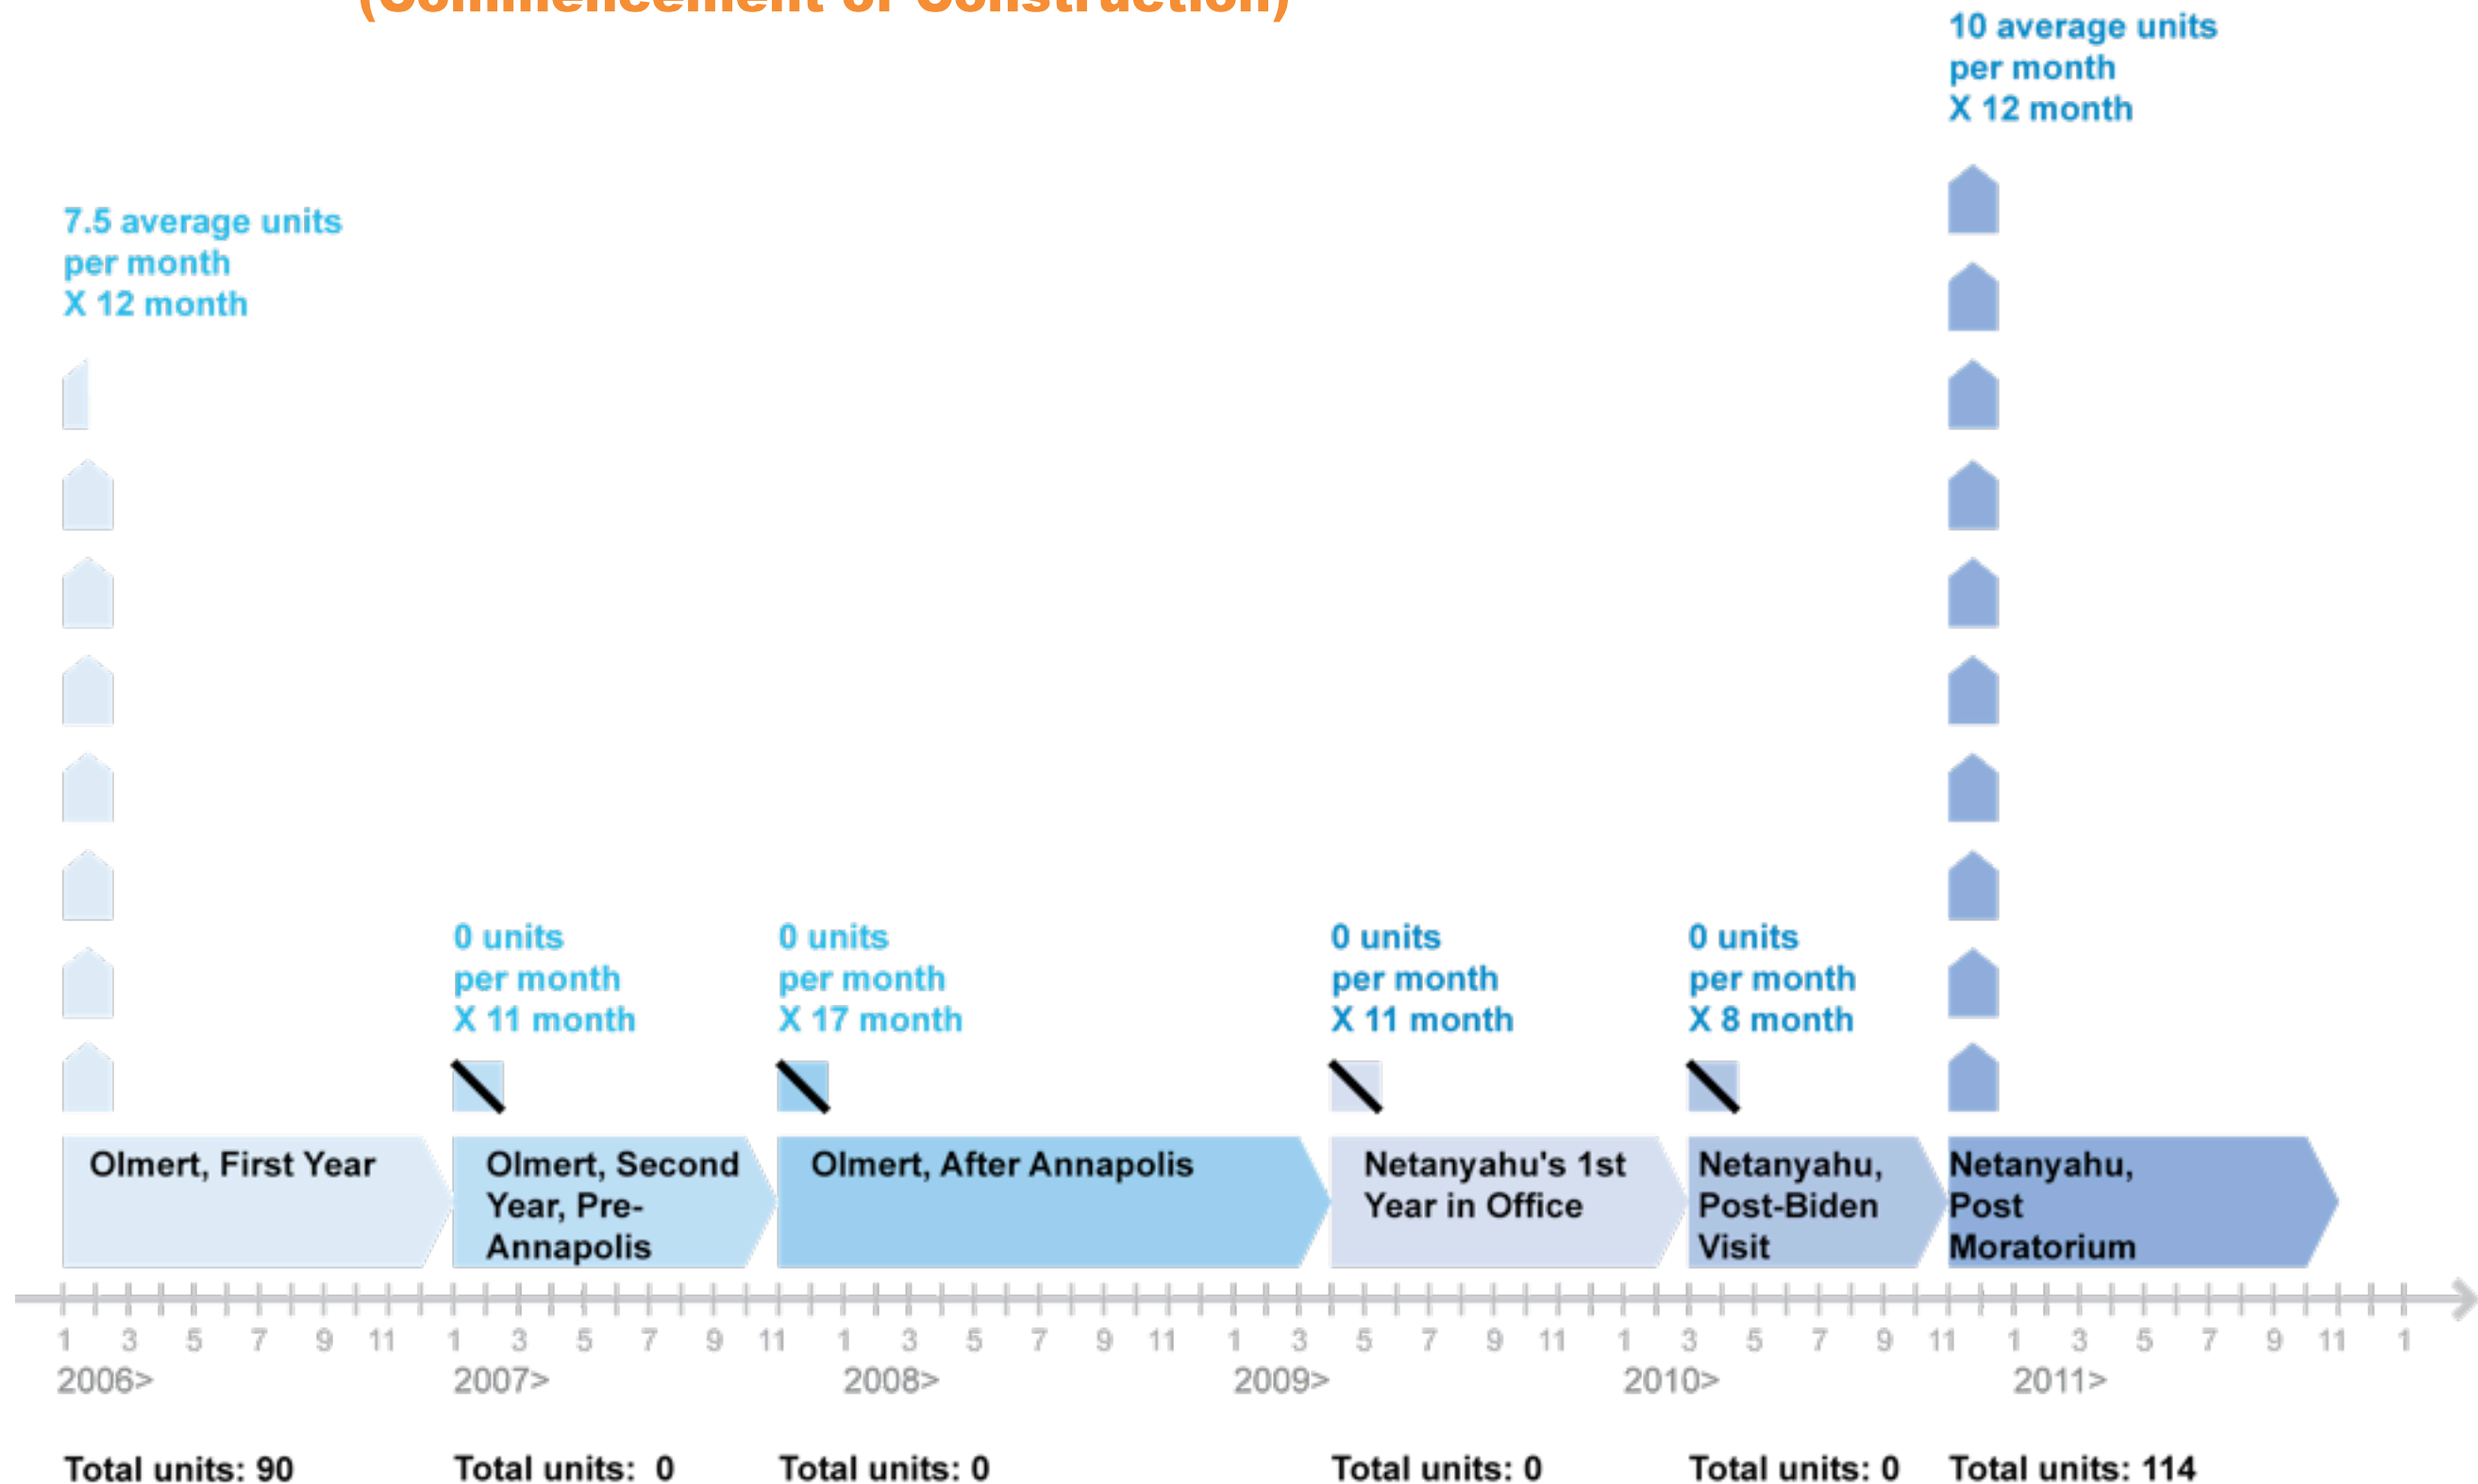 (Commencement of Construction)
10 average units
per month
X 12 month
7.5 average units
per month
X 12 month
0 units
per month
X 11 month
0 units
per month
X 17 month
0 units
per month
X 11 month
0 units
per month
X 8 month
Olmert, First Year
Olmert, Second
Year, Pre-
Annapolis
Olmert, After Annapolis
Netanyahu's 1st
Year in Office
Netanyahu,
Post-Biden
Visit
Netanyahu,
Post
Moratorium
1 3 5 7 9 11 1 3 5 7 9 11 1 3 5 7 9 11 1 3 5 7 9 11 1 3 5 7 9 11 1 3 5 7 9 11 1
2006> 2007> 2008> 2009> 2010> 2011>
Total units: 90 Total units: 0 Total units: 0 Total units: 0 Total units: 0 Total units: 114